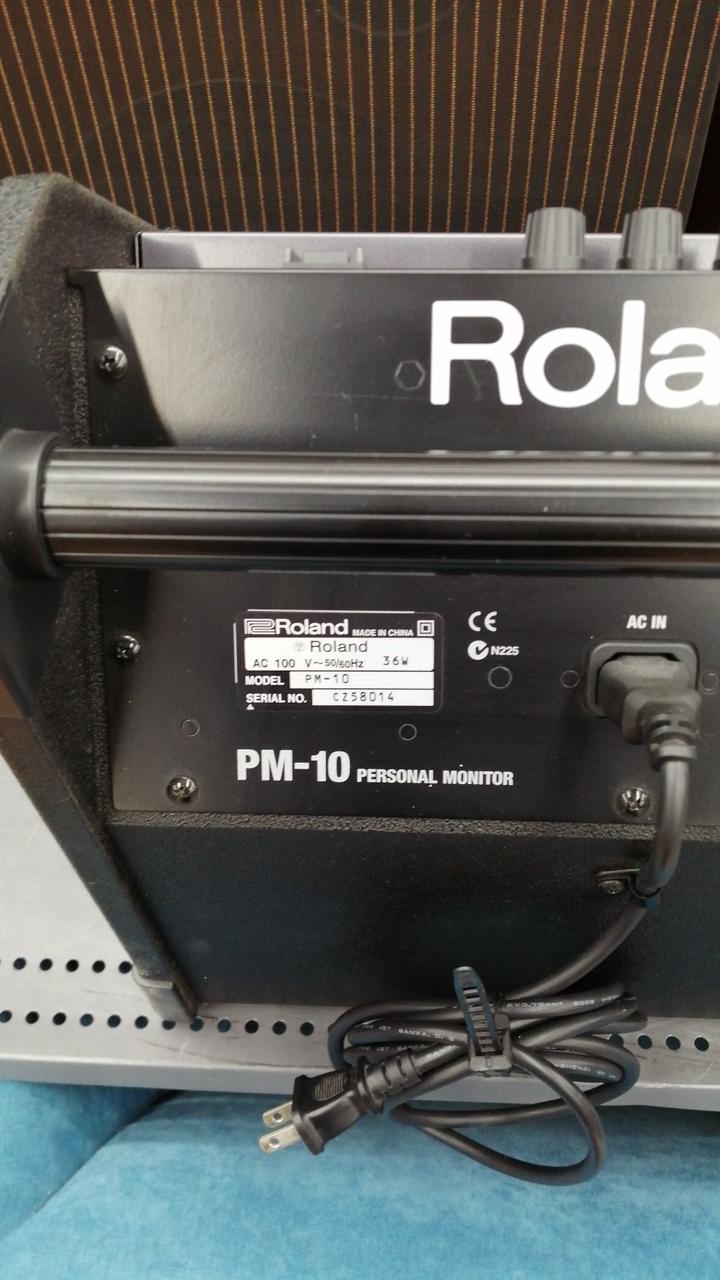 Rola
Roland MADE IN CHINA
Roland
AC 100 V~50/60Hz 36W
MODEL PM-10
SERIAL NO. CZ58014
CE
N225
AC IN
PM-10 PERSONAL MONITOR